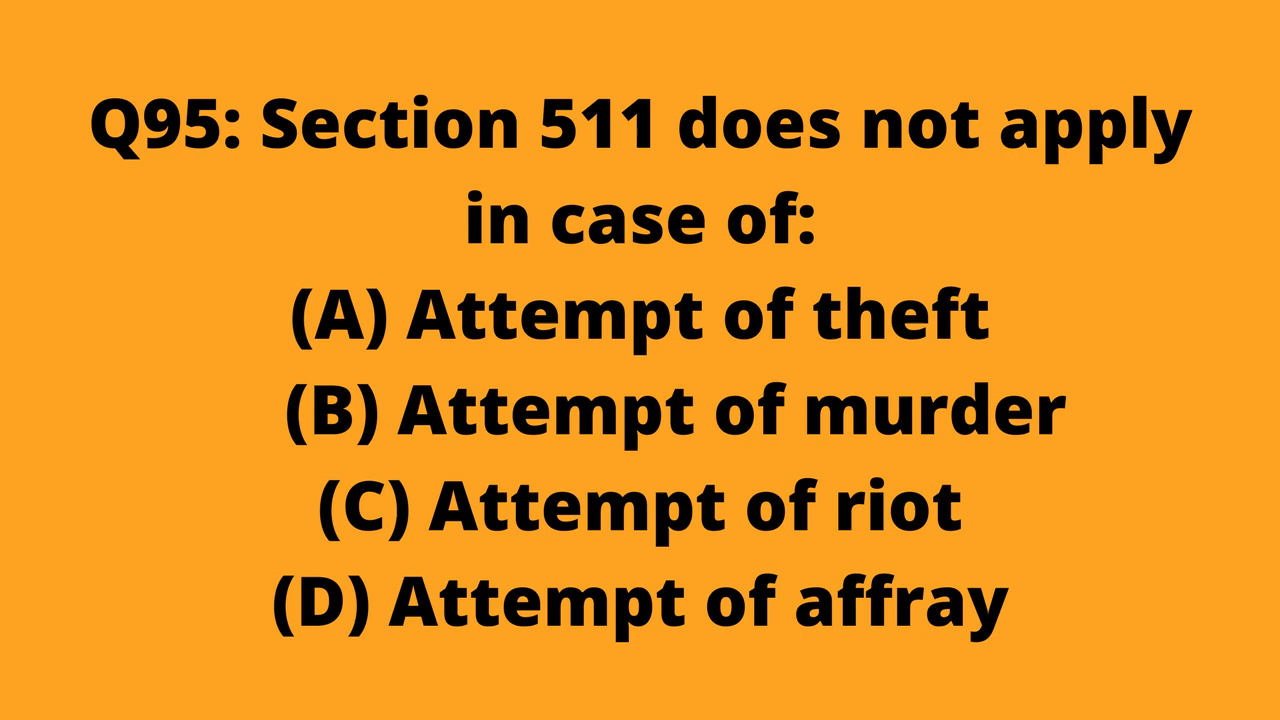 Q95: Section 511 does not apply
in case of:
(A) Attempt of theft
(B) Attempt of murder
(C) Attempt of riot
(D) Attempt of affray